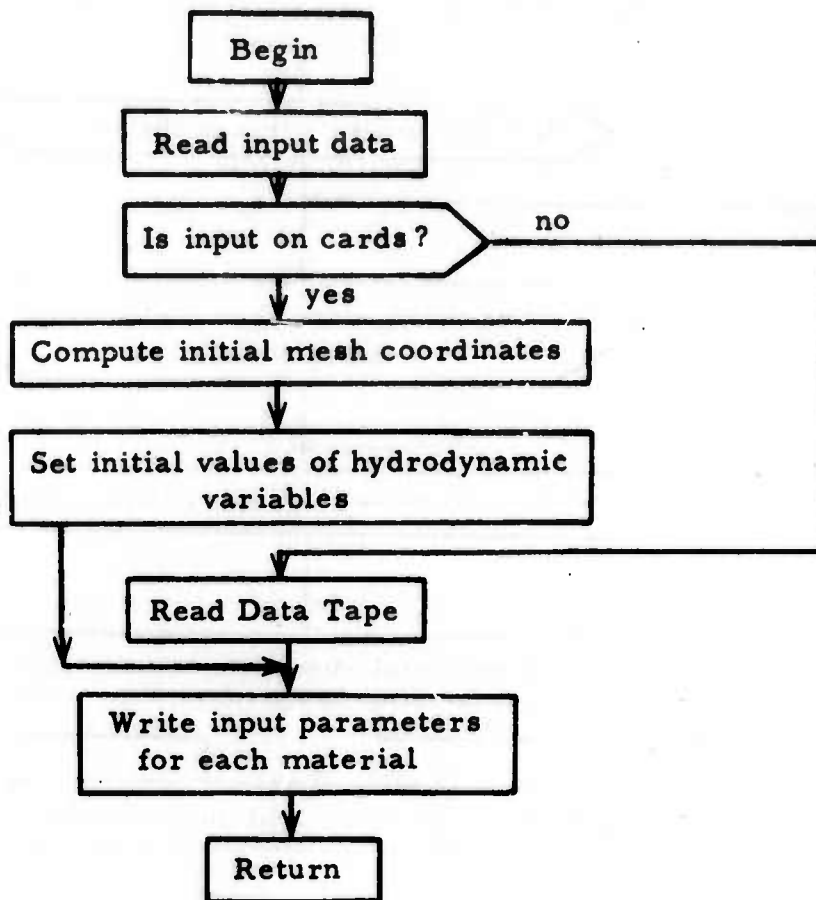 Begin
Read input data
Is input on cards?
no
yes
Compute initial mesh coordinates
Set initial values of hydrodynamic
variables
Read Data Tape
Write input parameters
for each material
Return